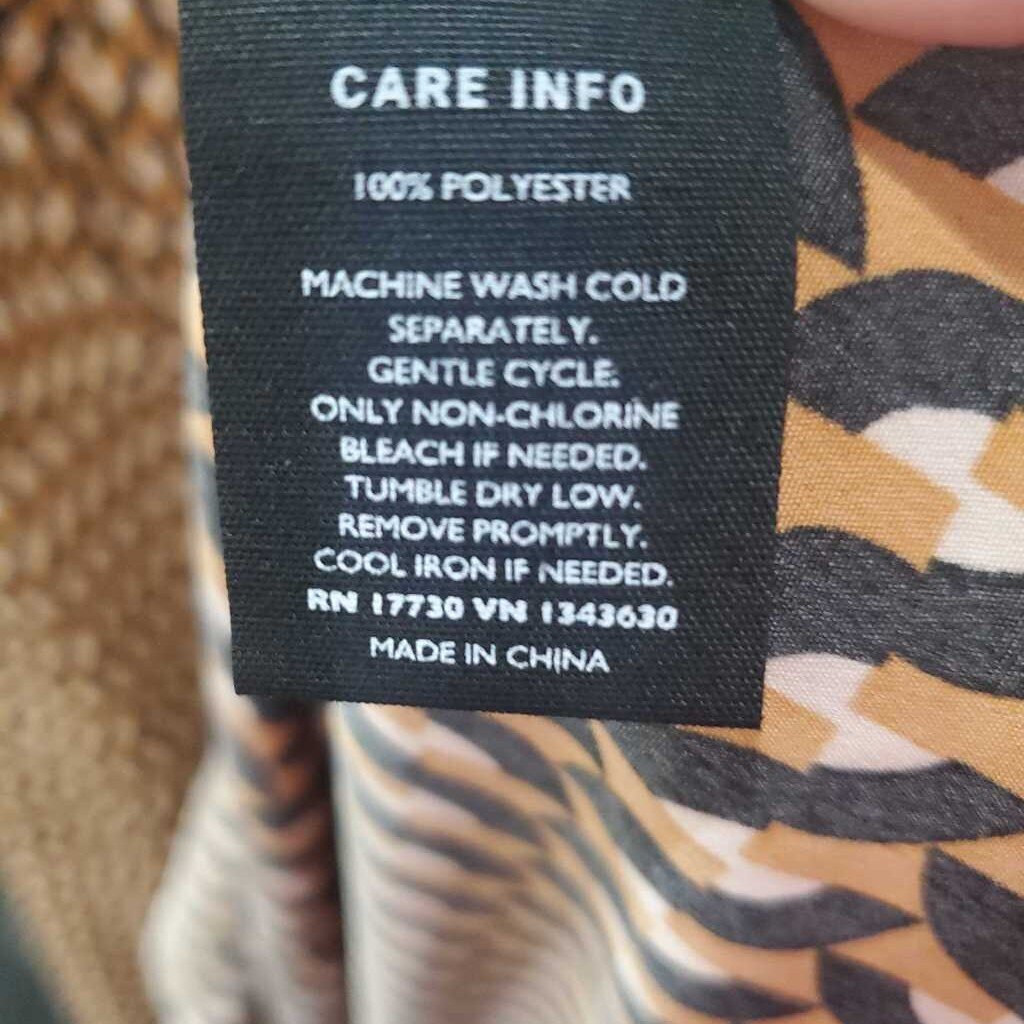 CARE INFO
100% POLYESTER
MACHINE WASH COLD
SEPARATELY.
GENTLE CYCLE.
ONLY NON-CHLORINE
BLEACH IF NEEDED.
TUMBLE DRY LOW.
REMOVE PROMPTLY.
COOL IRON IF NEEDED.
RN 17730 VN 1343630
MADE IN CHINA